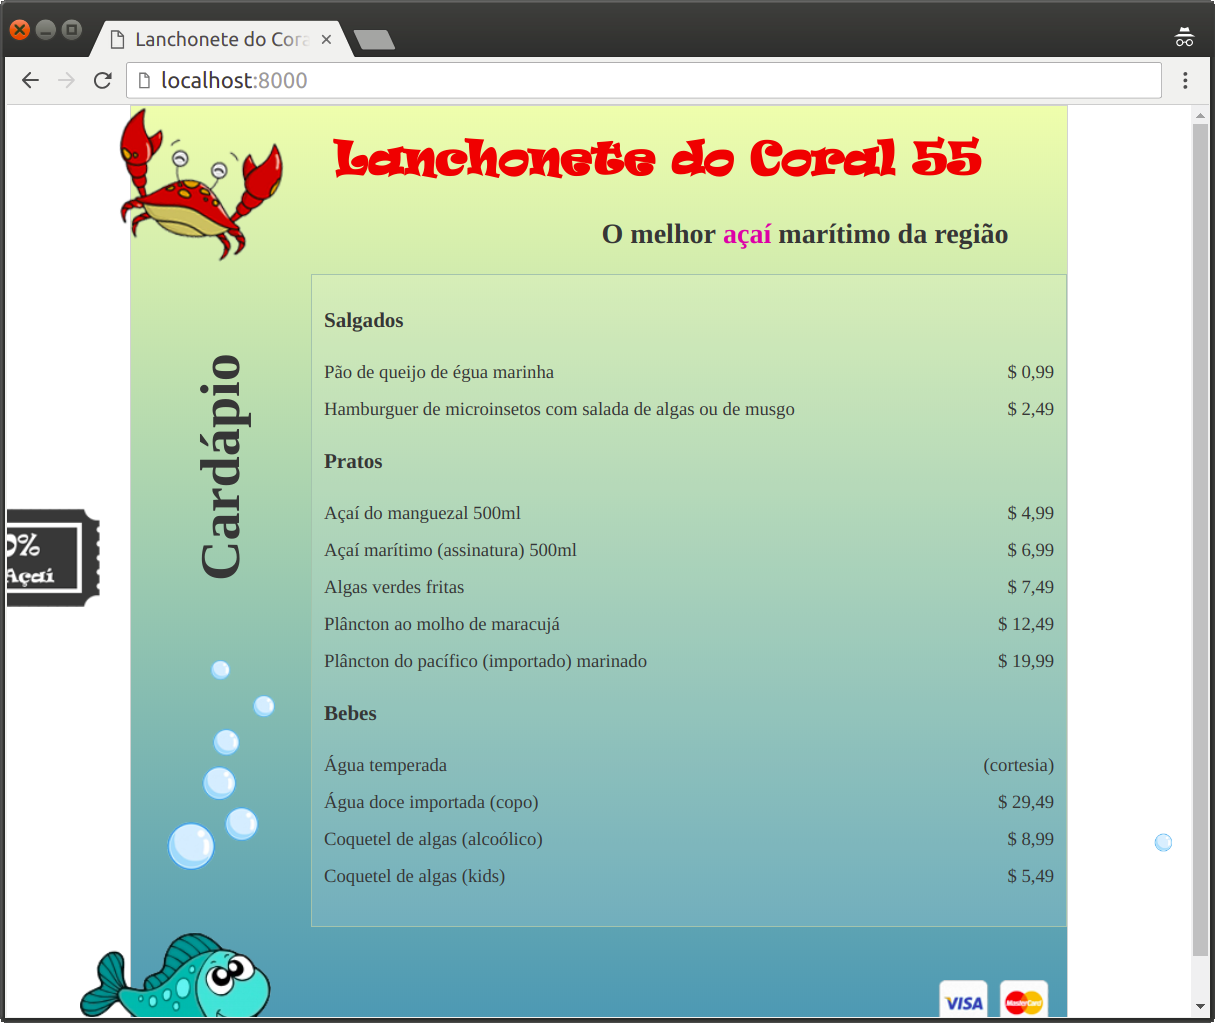 Lanchonete do Cora
localhost:8000
Lanchonete do Coral 55
O melhor açaí marítimo da região
Cardápio
Salgados
Pão de queijo de égua marinha $ 0,99
Hamburguer de microinsetos com salada de algas ou de musgo $ 2,49
Pratos
Açaí do manguezal 500ml $ 4,99
Açaí marítimo (assinatura) 500ml $ 6,99
Algas verdes fritas $ 7,49
Plâncton ao molho de maracujá $ 12,49
Plâncton do pacífico (importado) marinado $ 19,99
Bebes
Água temperada (cortesia)
Água doce importada (copo) $ 29,49
Coquetel de algas (alcoólico) $ 8,99
Coquetel de algas (kids) $ 5,49
%
Açaí
VISA
MasterCard